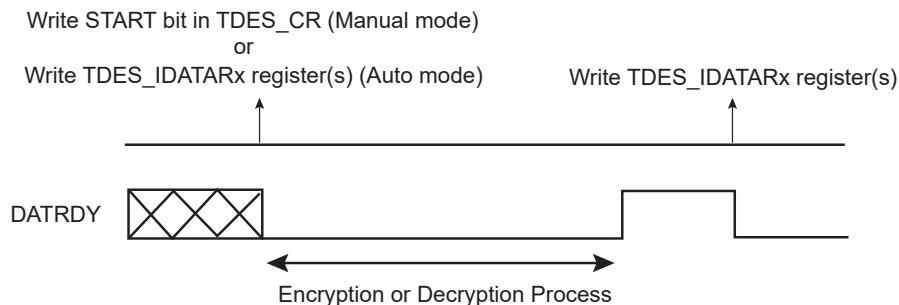 Write START bit in TDES_CR (Manual mode)
or
Write TDES_IDATARx register(s) (Auto mode)
Write TDES_IDATARx register(s)
DATRDY
Encryption or Decryption Process